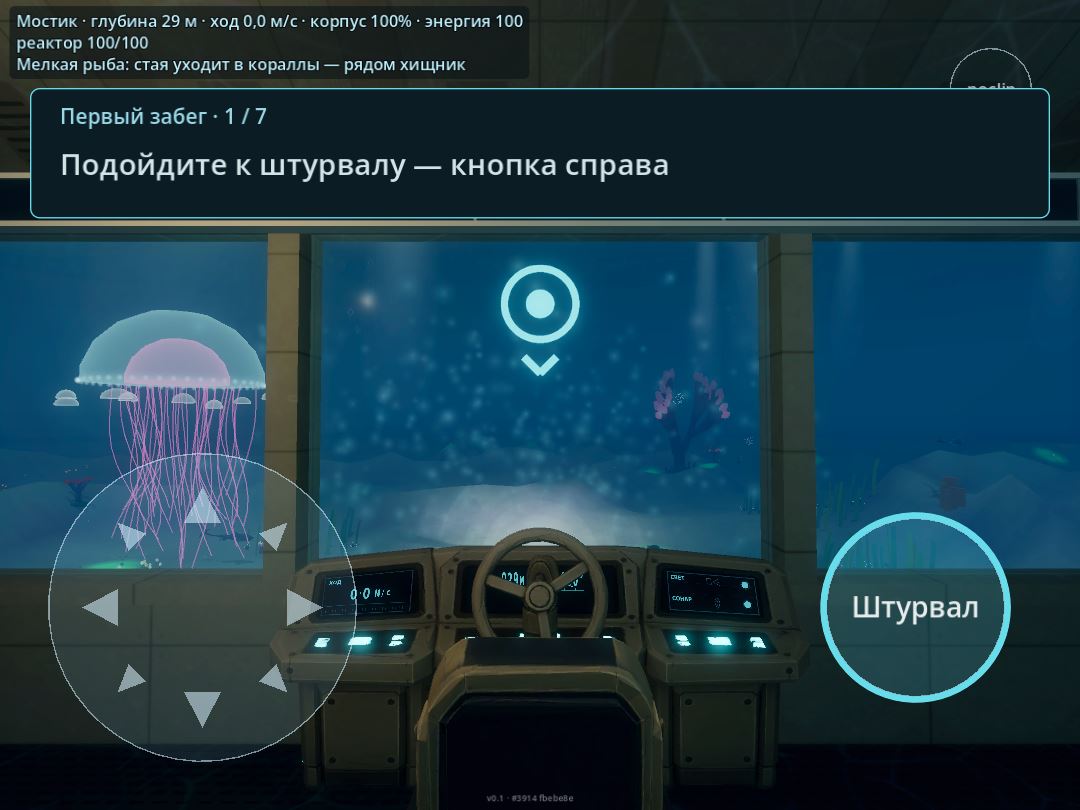 Мостик · глубина 29 м · ход 0,0 м/с · корпус 100% · энергия 100
реактор 100/100
Мелкая рыба: стая уходит в кораллы — рядом хищник
Первый забег · 1 / 7
Подойдите к штурвалу — кнопка справа
ХОД
0·0 м/с
СВЕТ
СОНАР
Штурвал
v0.1 · #3914 fbebe8e